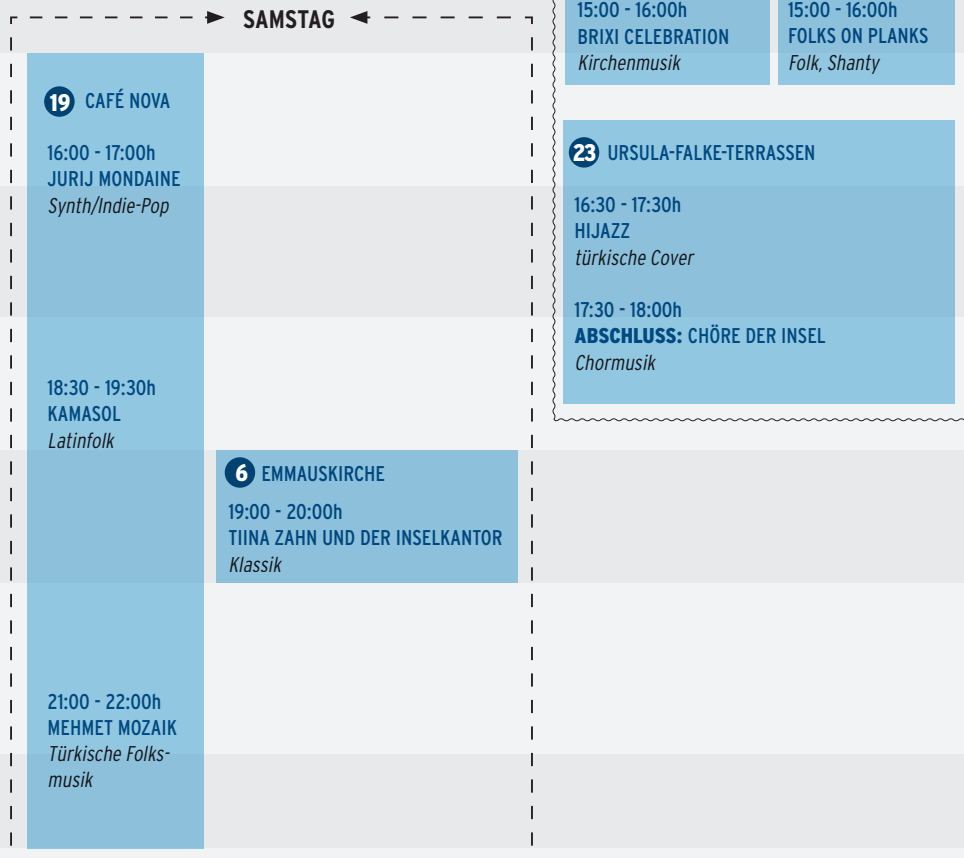 SAMSTAG
19 CAFÉ NOVA
16:00 - 17:00h
JURIJ MONDAINE
Synth/Indie-Pop
18:30 - 19:30h
KAMASOL
Latinfolk
21:00 - 22:00h
MEHMET MOZAIK
Türkische Folks-
musik
6 EMMAUSKIRCHE
19:00 - 20:00h
TIINA ZAHN UND DER INSELKANTOR
Klassik
15:00 - 16:00h
BRIXI CELEBRATION
Kirchenmusik
15:00 - 16:00h
FOLKS ON PLANKS
Folk, Shanty
23 URSULA-FALKE-TERRASSEN
16:30 - 17:30h
HIJAZZ
türkische Cover
17:30 - 18:00h
ABSCHLUSS: CHÖRE DER INSEL
Chormusik